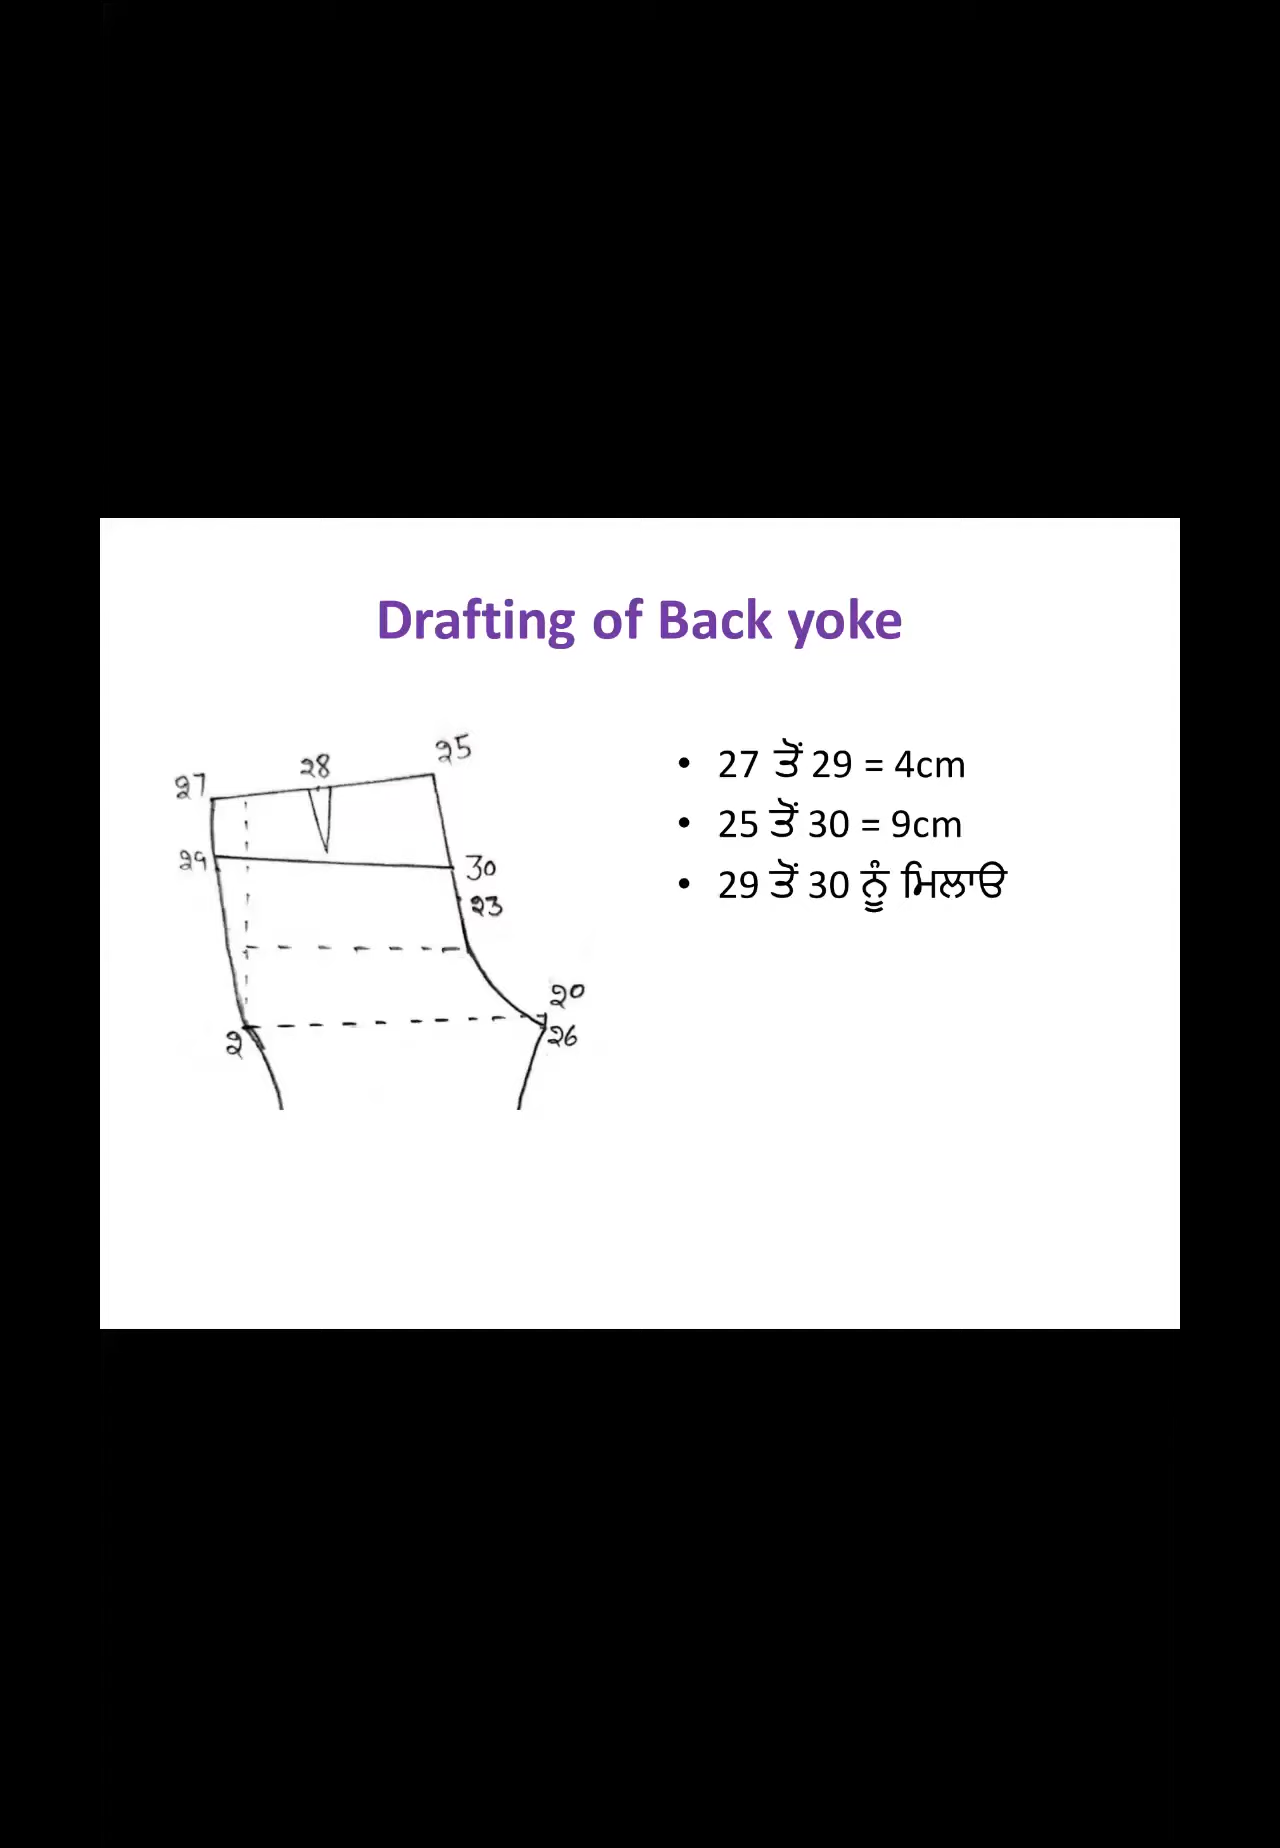 Drafting of Back yoke
27
28
25
29
30
23
20
2
26
• 27 ਤੋਂ 29 = 4cm
• 25 ਤੋਂ 30 = 9cm
• 29 ਤੋਂ 30 ਨੂੰ ਮਿਲਾਓ